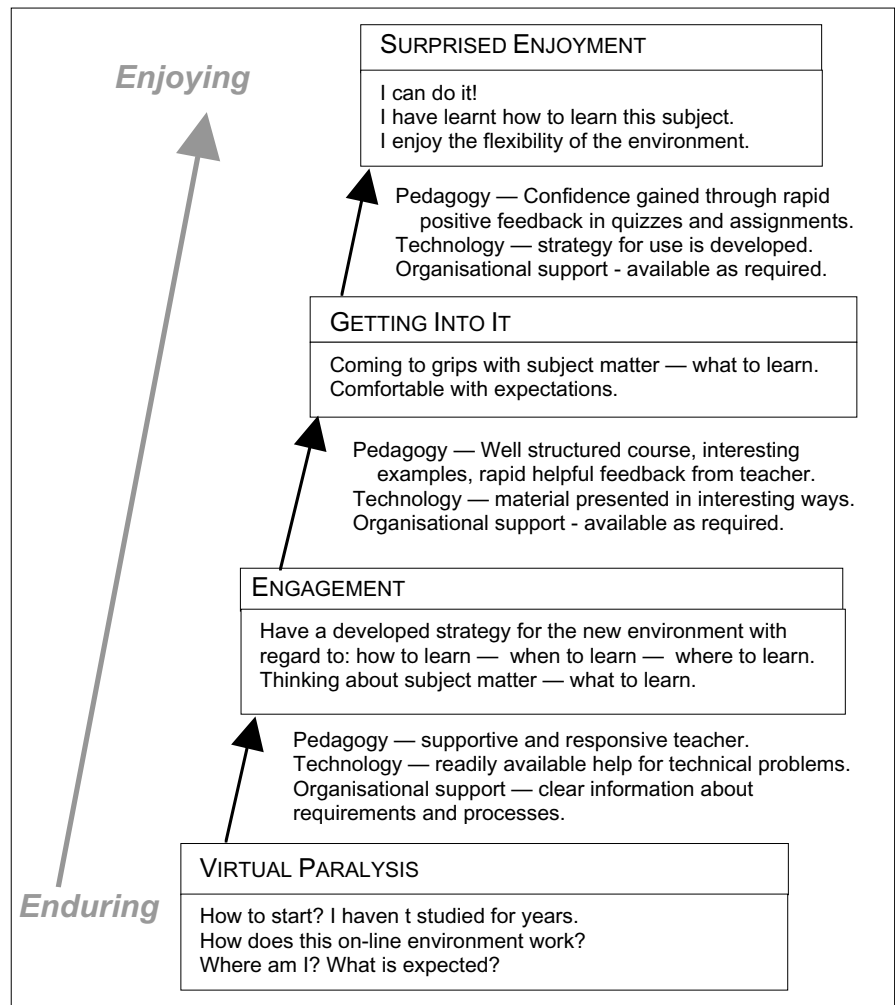 SURPRISED ENJOYMENT
Enjoying
I can do it!
I have learnt how to learn this subject.
I enjoy the flexibility of the environment.
Pedagogy — Confidence gained through rapid
positive feedback in quizzes and assignments.
Technology — strategy for use is developed.
Organisational support - available as required.
GETTING INTO IT
Coming to grips with subject matter — what to learn.
Comfortable with expectations.
Pedagogy — Well structured course, interesting
examples, rapid helpful feedback from teacher.
Technology — material presented in interesting ways.
Organisational support - available as required.
ENGAGEMENT
Have a developed strategy for the new environment with
regard to: how to learn — when to learn — where to learn.
Thinking about subject matter — what to learn.
Pedagogy — supportive and responsive teacher.
Technology — readily available help for technical problems.
Organisational support — clear information about
requirements and processes.
VIRTUAL PARALYSIS
Enduring
How to start? I haven t studied for years.
How does this on-line environment work?
Where am I? What is expected?